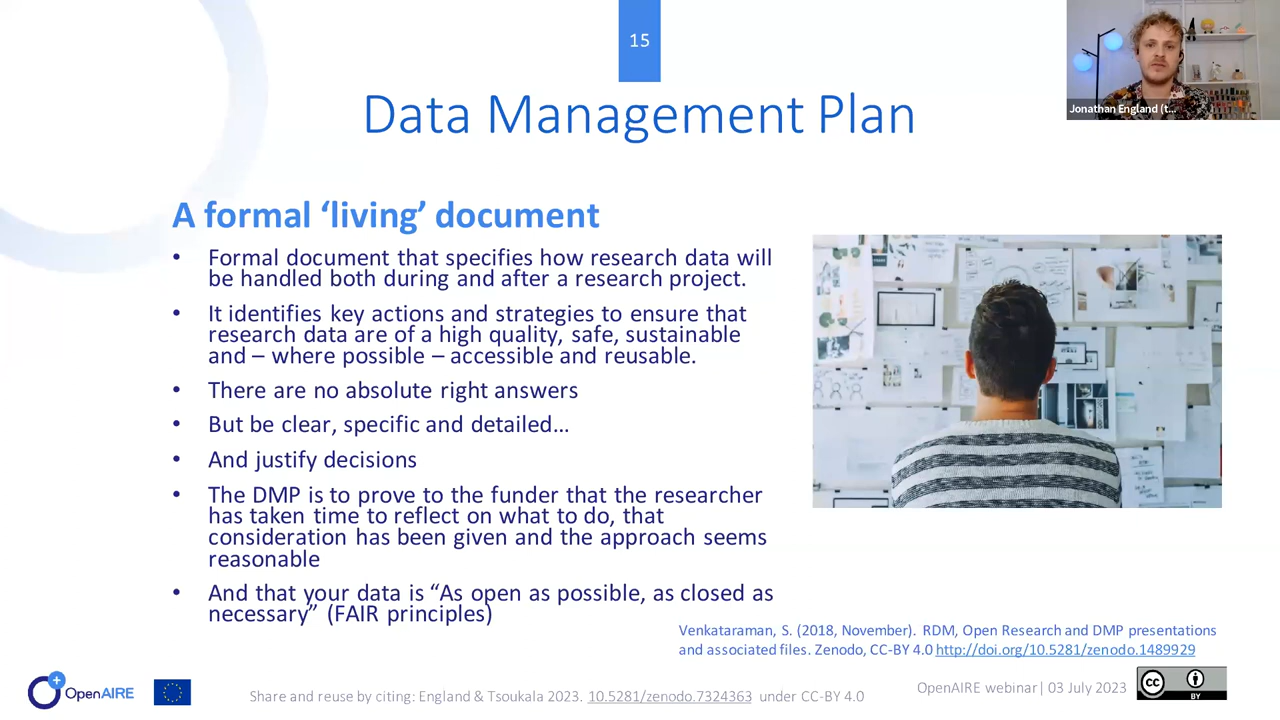 15
Jonathan England (t...
Data Management Plan
A formal ‘living’ document
• Formal document that specifies how research data will
be handled both during and after a research project.
• It identifies key actions and strategies to ensure that
research data are of a high quality, safe, sustainable
and – where possible – accessible and reusable.
• There are no absolute right answers
• But be clear, specific and detailed…
• And justify decisions
• The DMP is to prove to the funder that the researcher
has taken time to reflect on what to do, that
consideration has been given and the approach seems
reasonable
• And that your data is “As open as possible, as closed as
necessary” (FAIR principles)
Venkataraman, S. (2018, November). RDM, Open Research and DMP presentations
and associated files. Zenodo, CC-BY 4.0 http://doi.org/10.5281/zenodo.1489929
OpenAIRE
Share and reuse by citing: England & Tsoukala 2023. 10.5281/zenodo.7324363 under CC-BY 4.0
OpenAIRE webinar| 03 July 2023
cc
BY